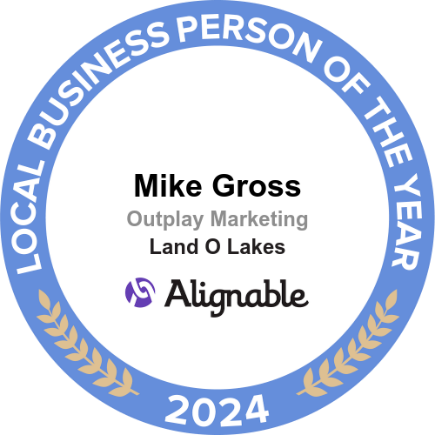 LOCAL BUSINESS PERSON OF THE YEAR
Mike Gross
Outplay Marketing
Land O Lakes
Alignable
2024